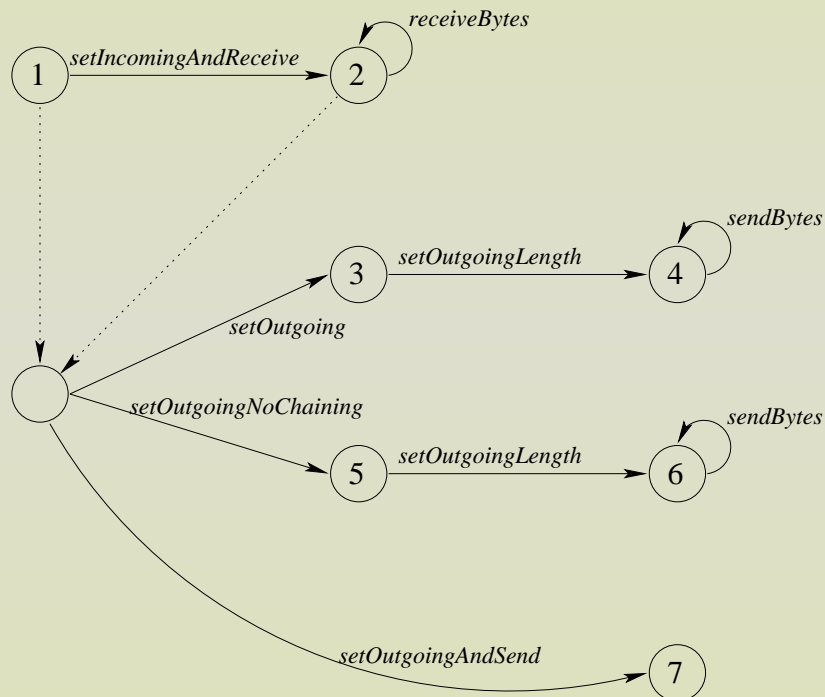 receiveBytes
setIncomingAndReceive
1
2
sendBytes
setOutgoingLength
3
4
setOutgoing
setOutgoingNoChaining
sendBytes
setOutgoingLength
5
6
setOutgoingAndSend
7